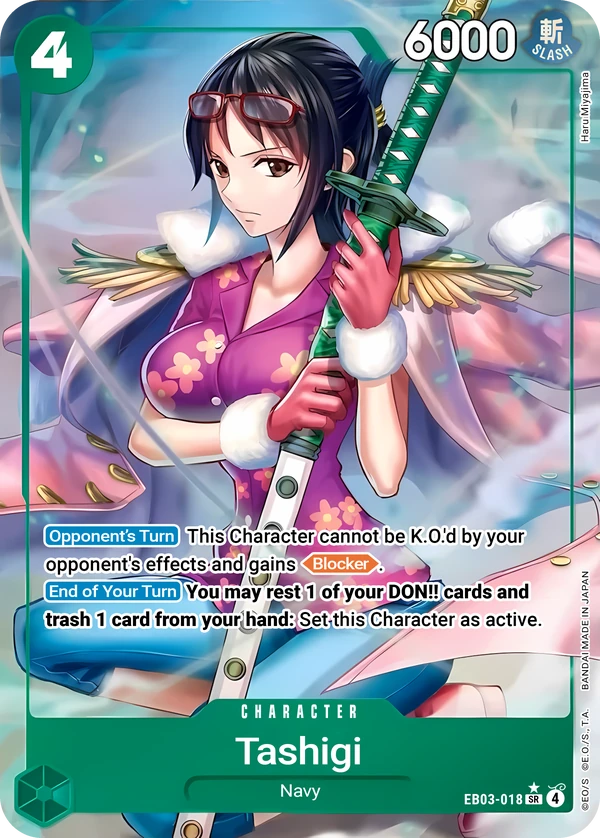 4
6000
斬
SLASH
Haru Miyajima
Opponent's Turn This Character cannot be K.O.'d by your
opponent's effects and gains Blocker.
End of Your Turn You may rest 1 of your DON!! cards and
trash 1 card from your hand: Set this Character as active.
CHARACTER
Tashigi
Navy
EB03-018 SR 4
©EO/S ©E.O./S., T.A. BANDAI MADE IN JAPAN